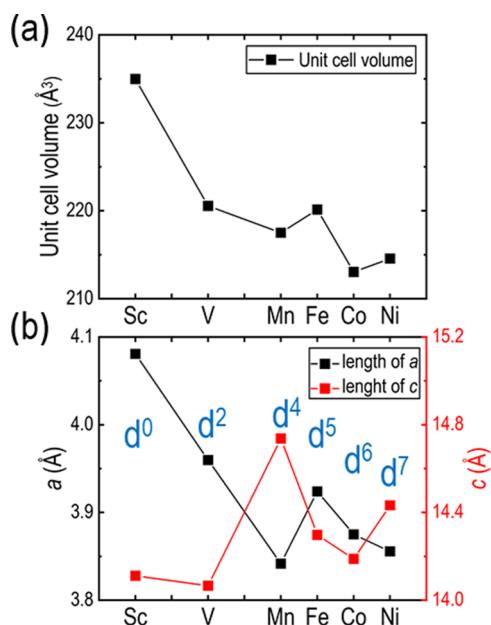 (a)
240
230
220
210
Unit cell volume (Å3)
Unit cell volume
Sc V Mn Fe Co Ni
(b)
4.1
4.0
3.9
3.8
a (Å)
length of a
lenght of c
d0 d2 d4 d5 d6 d7
15.2
14.8
14.4
14.0
c (Å)
Sc V Mn Fe Co Ni